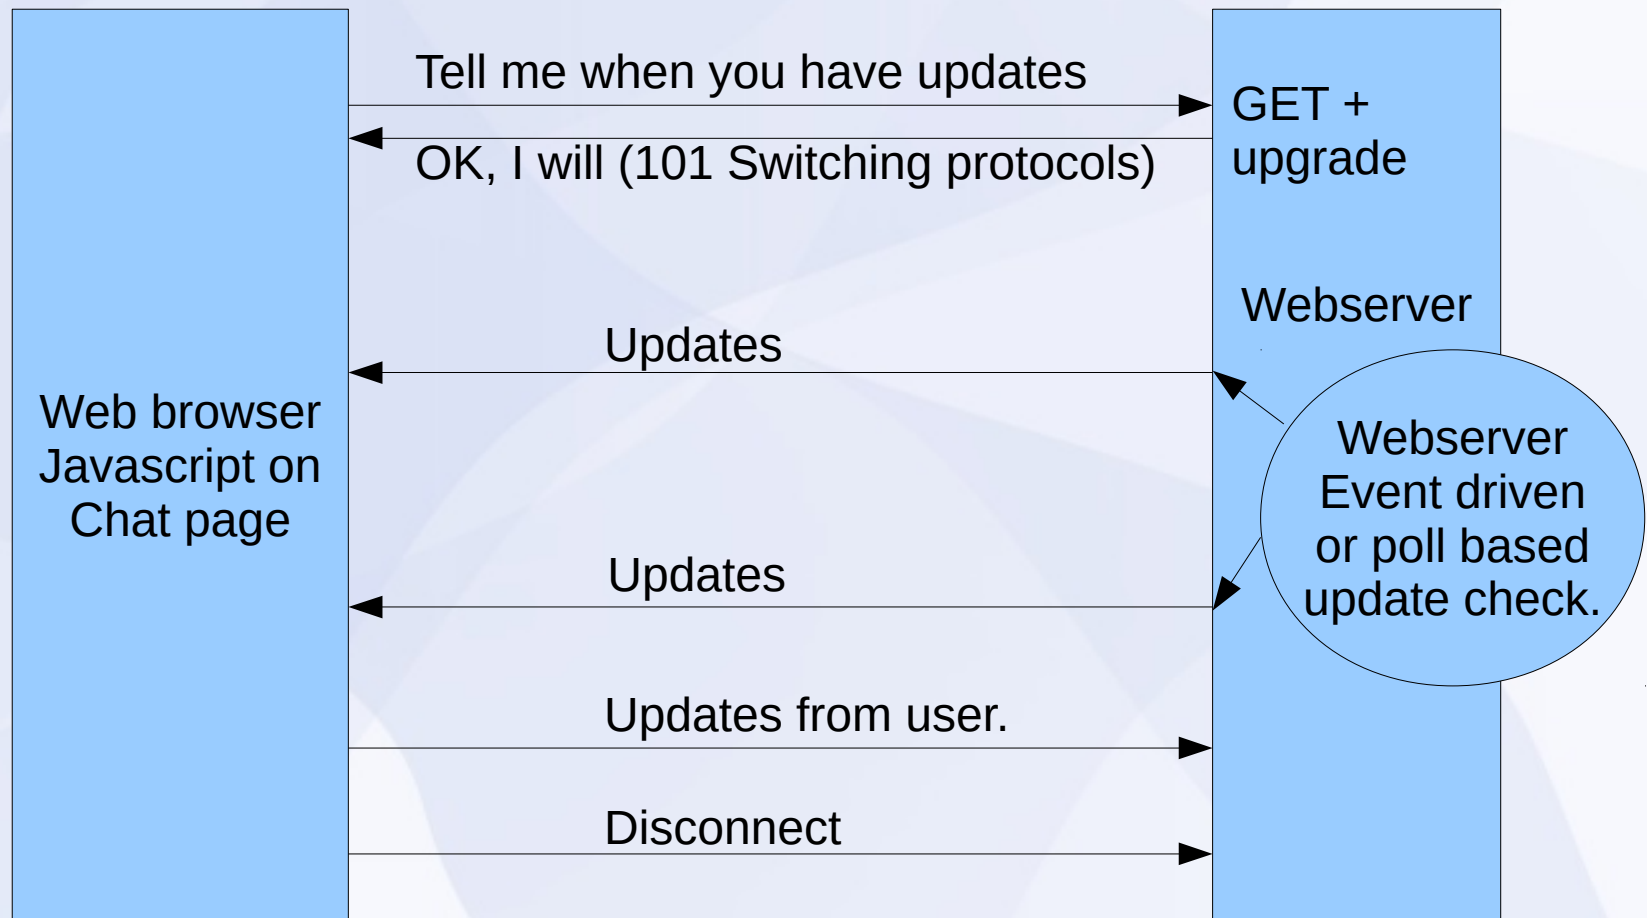 Tell me when you have updates
GET +
upgrade
OK, I will (101 Switching protocols)
Webserver
Updates
Web browser
Javascript on
Chat page
Webserver
Event driven
or poll based
update check.
Updates
Updates from user.
Disconnect